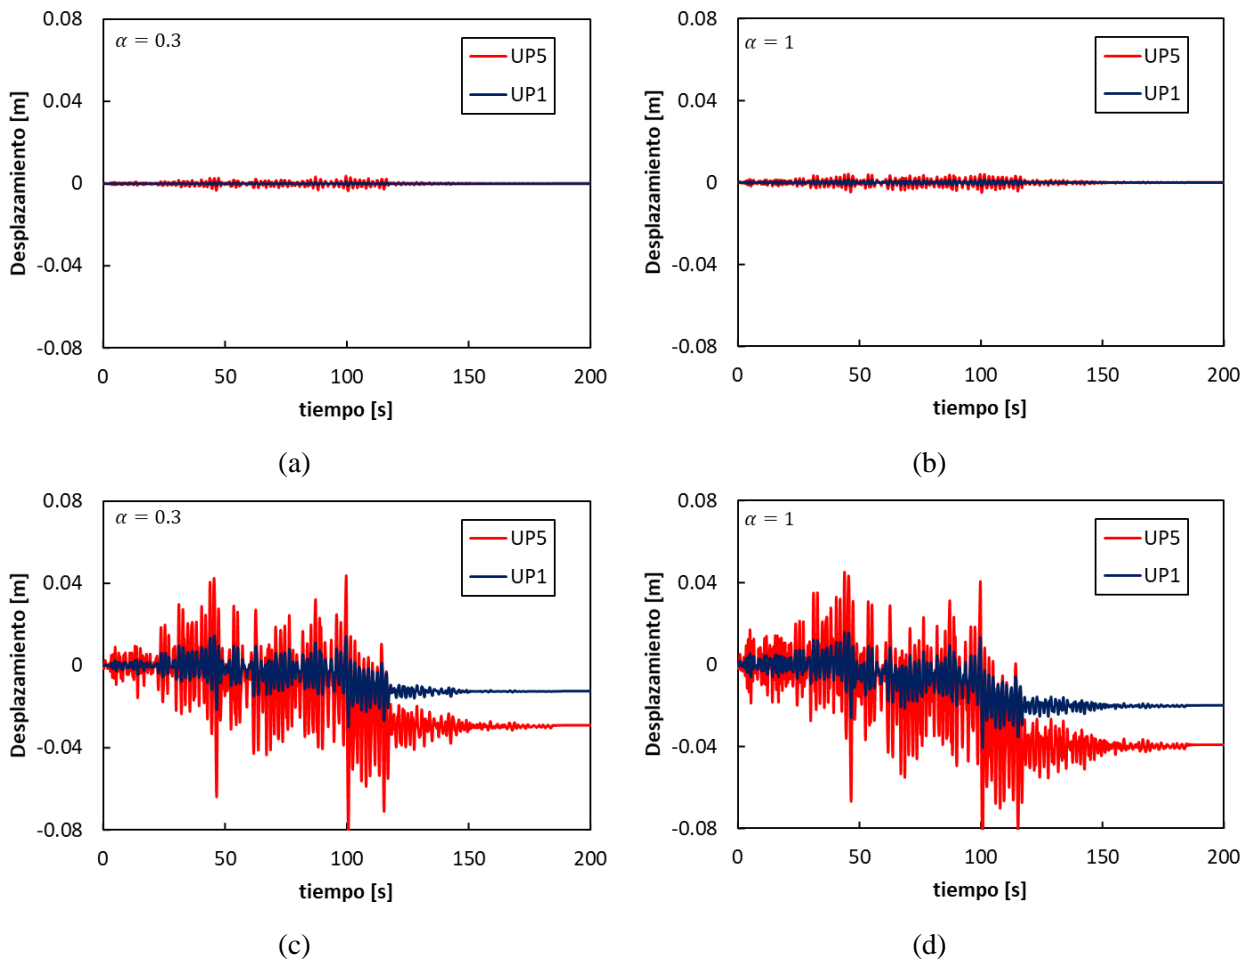 α = 0.3
UP5
UP1
0.08
0.04
0
-0.04
-0.08
Desplazamiento [m]
0 50 100 150 200
tiempo [s]
(a)
α = 1
UP5
UP1
0.08
0.04
0
-0.04
-0.08
Desplazamiento [m]
0 50 100 150 200
tiempo [s]
(b)
α = 0.3
UP5
UP1
0.08
0.04
0
-0.04
-0.08
Desplazamiento [m]
0 50 100 150 200
tiempo [s]
(c)
α = 1
UP5
UP1
0.08
0.04
0
-0.04
-0.08
Desplazamiento [m]
0 50 100 150 200
tiempo [s]
(d)